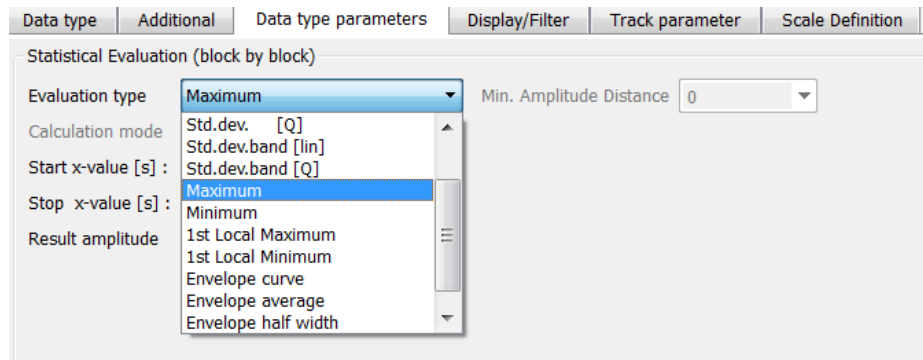 Data type Additional Data type parameters Display/Filter Track parameter Scale Definition
Statistical Evaluation (block by block)
Evaluation type Maximum Min. Amplitude Distance 0
Calculation mode
Start x-value [s] :
Stop x-value [s] :
Result amplitude
Std.dev. [Q]
Std.dev.band [lin]
Std.dev.band [Q]
Maximum
Minimum
1st Local Maximum
1st Local Minimum
Envelope curve
Envelope average
Envelope half width